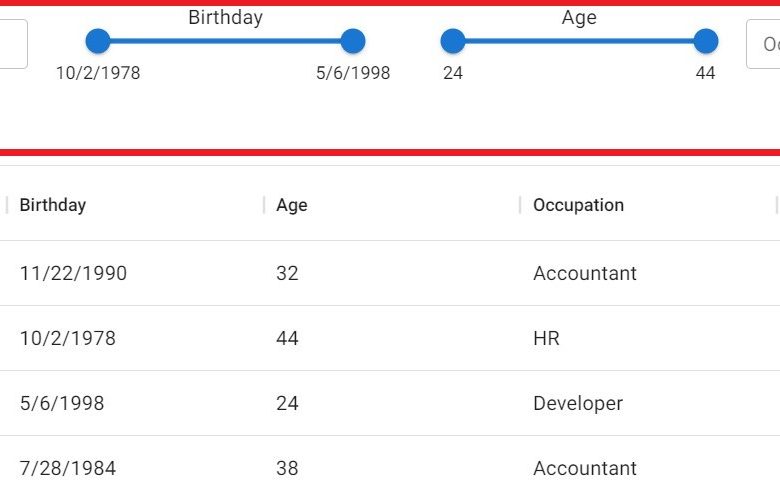 Birthday Age
Oc
10/2/1978 5/6/1998 24 44
Birthday Age Occupation
11/22/1990 32 Accountant
10/2/1978 44 HR
5/6/1998 24 Developer
7/28/1984 38 Accountant